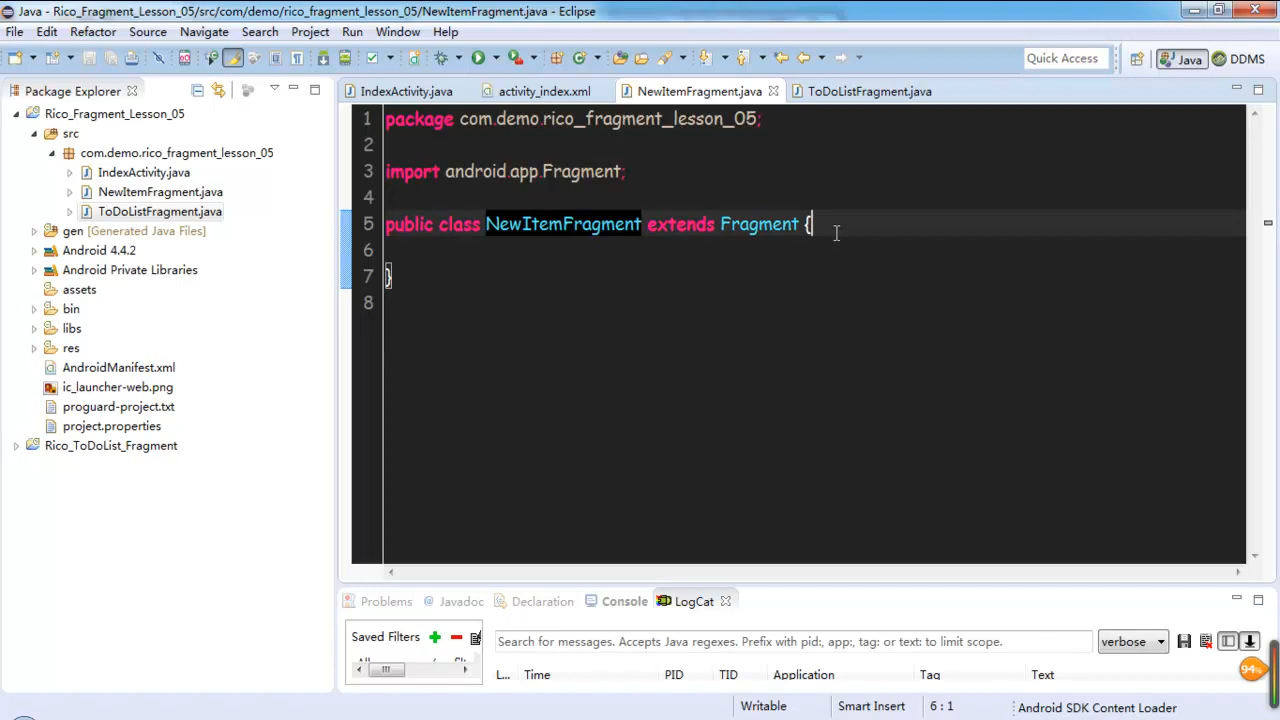 Java - Rico_Fragment_Lesson_05/src/com/demo/rico_fragment_lesson_05/NewItemFragment.java - Eclipse
File Edit Refactor Source Navigate Search Project Run Window Help
Quick Access Java DDMS
Package Explorer
IndexActivity.java activity_index.xml NewItemFragment.java ToDoListFragment.java
Rico_Fragment_Lesson_05
src
com.demo.rico_fragment_lesson_05
IndexActivity.java
NewItemFragment.java
ToDoListFragment.java
gen [Generated Java Files]
Android 4.4.2
Android Private Libraries
assets
bin
libs
res
AndroidManifest.xml
ic_launcher-web.png
proguard-project.txt
project.properties
Rico_ToDoList_Fragment
1 package com.demo.rico_fragment_lesson_05;
2
3 import android.app.Fragment;
4
5 public class NewItemFragment extends Fragment {
6
7 }
8
Problems @ Javadoc Declaration Console LogCat
Saved Filters
Search for messages. Accepts Java regexes. Prefix with pid:, app:, tag: or text: to limit scope. verbose
L... Time PID TID Application Tag Text
94%
Writable Smart Insert 6 : 1 Android SDK Content Loader